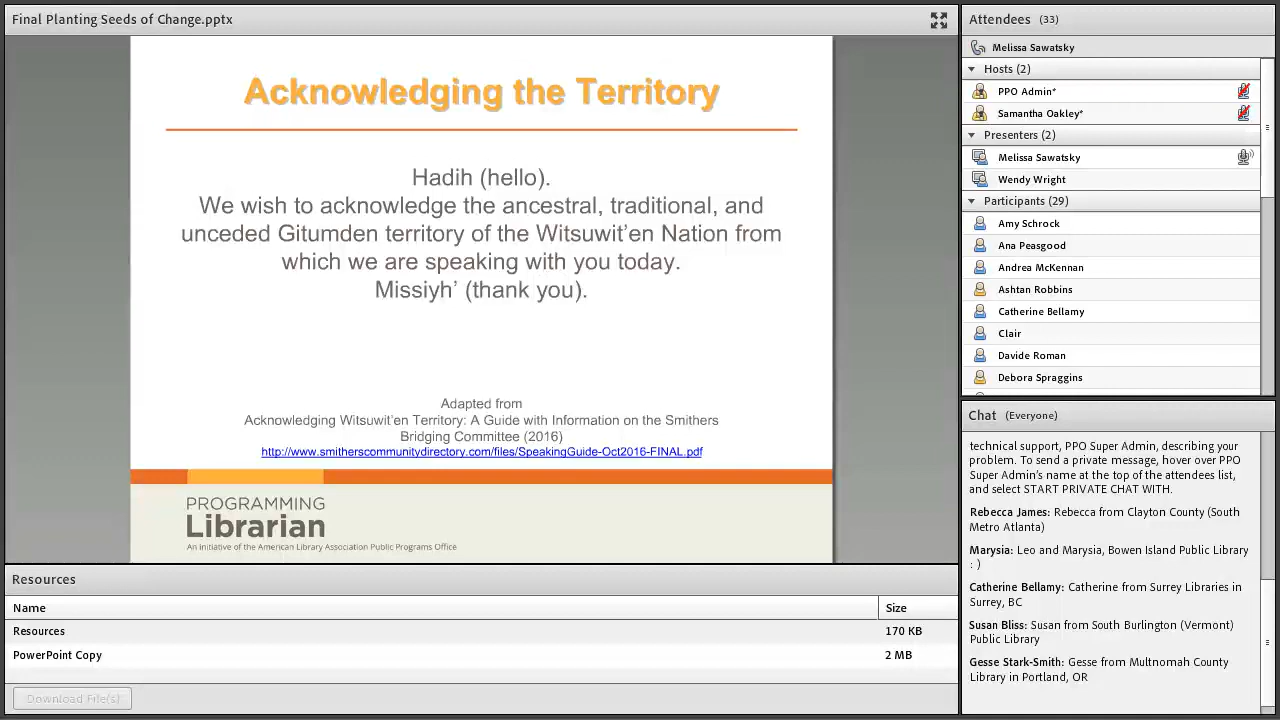 Final Planting Seeds of Change.pptx
Acknowledging the Territory
Hadih (hello).
We wish to acknowledge the ancestral, traditional, and
unceded Gitumden territory of the Witsuwit’en Nation from
which we are speaking with you today.
Missiyh’ (thank you).
Adapted from
Acknowledging Witsuwit’en Territory: A Guide with Information on the Smithers
Bridging Committee (2016)
http://www.smitherscommunitydirectory.com/files/SpeakingGuide-Oct2016-FINAL.pdf
PROGRAMMING
Librarian
An Initiative of the American Library Association Public Programs Office
Resources
Name Size
Resources 170 KB
PowerPoint Copy 2 MB
Download File(s)
Attendees (33)
Melissa Sawatsky
Hosts (2)
PPO Admin*
Samantha Oakley*
Presenters (2)
Melissa Sawatsky
Wendy Wright
Participants (29)
Amy Schrock
Ana Peasgood
Andrea McKennan
Ashtan Robbins
Catherine Bellamy
Clair
Davide Roman
Debora Spraggins
Chat (Everyone)
technical support, PPO Super Admin, describing your
problem. To send a private message, hover over PPO
Super Admin's name at the top of the attendees list,
and select START PRIVATE CHAT WITH.
Rebecca James: Rebecca from Clayton County (South
Metro Atlanta)
Marysia: Leo and Marysia, Bowen Island Public Library
: )
Catherine Bellamy: Catherine from Surrey Libraries in
Surrey, BC
Susan Bliss: Susan from South Burlington (Vermont)
Public Library
Gesse Stark-Smith: Gesse from Multnomah County
Library in Portland, OR